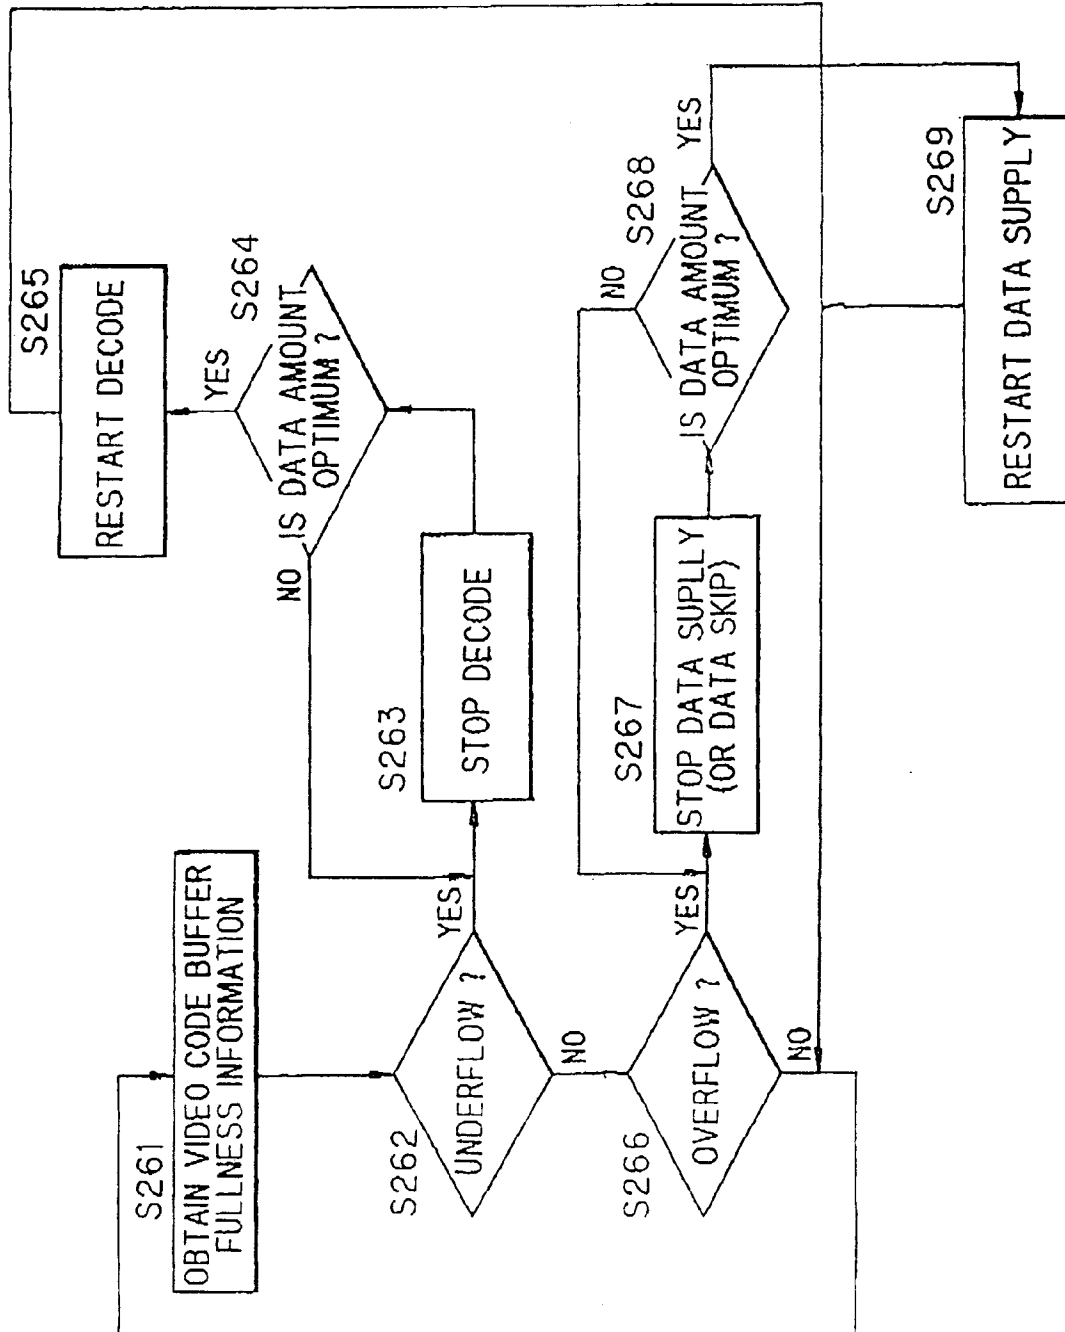 S261
OBTAIN VIDEO CODE BUFFER
FULLNESS INFORMATION
S262
UNDERFLOW ?
YES
NO
S263
STOP DECODE
S264
IS DATA AMOUNT
OPTIMUM ?
NO
YES
S265
RESTART DECODE
S266
OVERFLOW ?
YES
NO
S267
STOP DATA SUPLLY
(OR DATA SKIP)
S268
IS DATA AMOUNT
OPTIMUM ?
NO
YES
S269
RESTART DATA SUPPLY